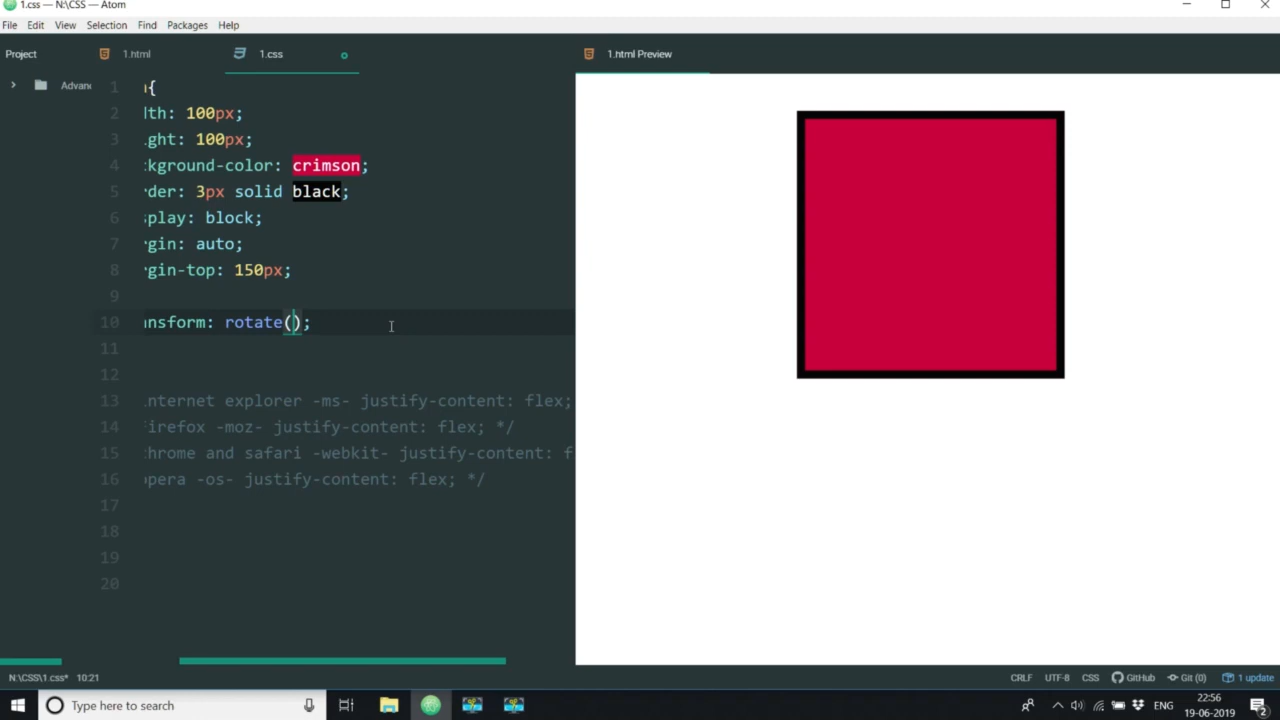 1.css — N:\CSS — Atom
File Edit View Selection Find Packages Help
Project 1.html 1.css 1.html Preview
Advan
1 {
2 lth: 100px;
3 ight: 100px;
4 kground-color: crimson;
5 der: 3px solid black;
6 play: block;
7 gin: auto;
8 gin-top: 150px;
9
10 nsform: rotate();
11
12
13 nternet explorer -ms- justify-content: flex;
14 irefox -moz- justify-content: flex; */
15 hrome and safari -webkit- justify-content: f
16 pera -os- justify-content: flex; */
17
18
19
20
N:\CSS\1.css* 10:21 CRLF UTF-8 CSS GitHub Git (0) 1 update
Type here to search ENG 22:56
19-06-2019 2